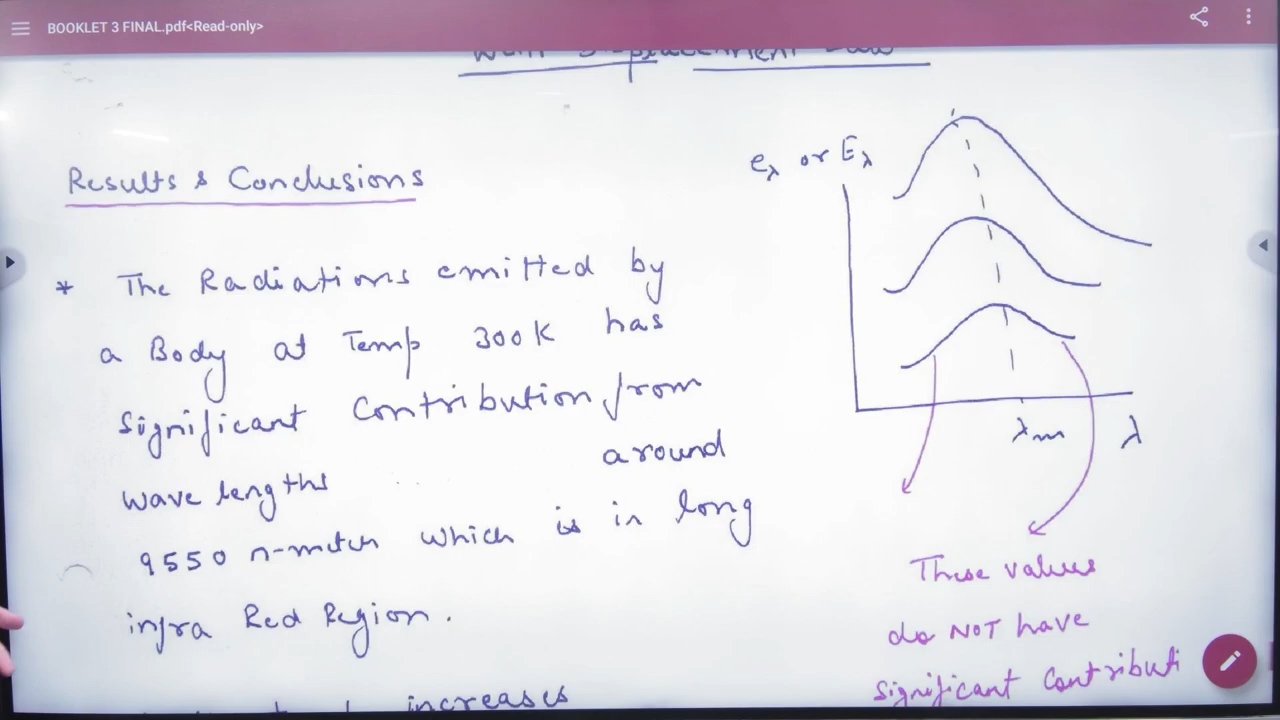 BOOKLET 3 FINAL.pdf<Read-only>
Results & Conclusions
* The Radiations emitted by
a Body at Temp 300K has
Significant Contribution from
wave lengths around
9550 n-meter which is in long
infra Red Region.
increases
eλ or Eλ
λm λ
These values
do NOT have
Significant Contributi